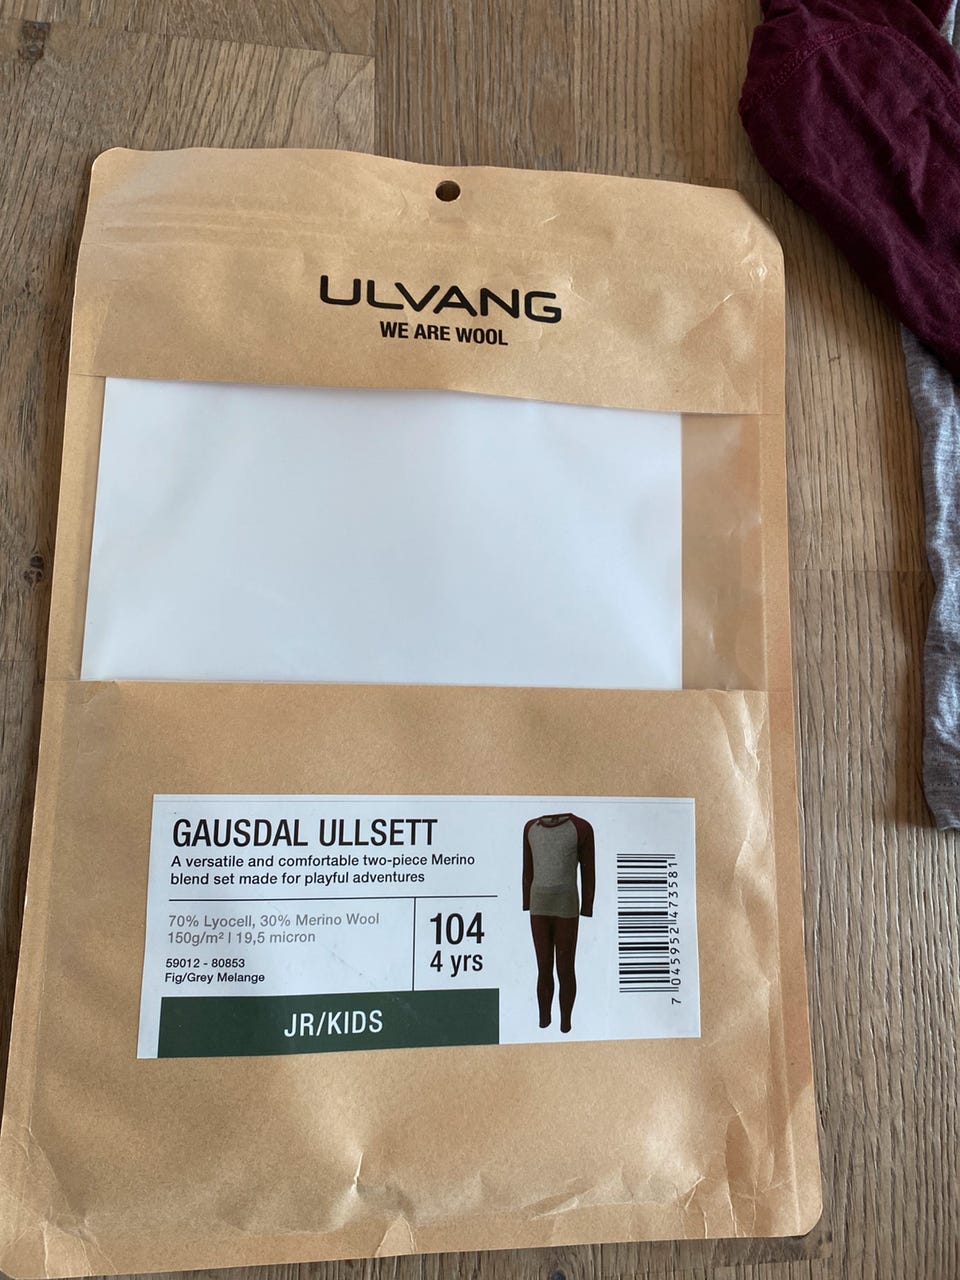 ULVANG
WE ARE WOOL
GAUSDAL ULLSETT
A versatile and comfortable two-piece Merino
blend set made for playful adventures
70% Lyocell, 30% Merino Wool
150g/m² | 19,5 micron
59012 - 80853
Fig/Grey Melange
104
4 yrs
JR/KIDS
7 045952 473581